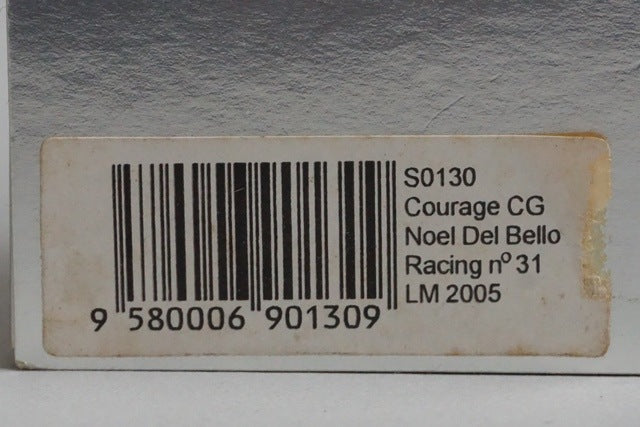 S0130
Courage CG
Noel Del Bello
Racing nº 31
LM 2005
9 580006 901309